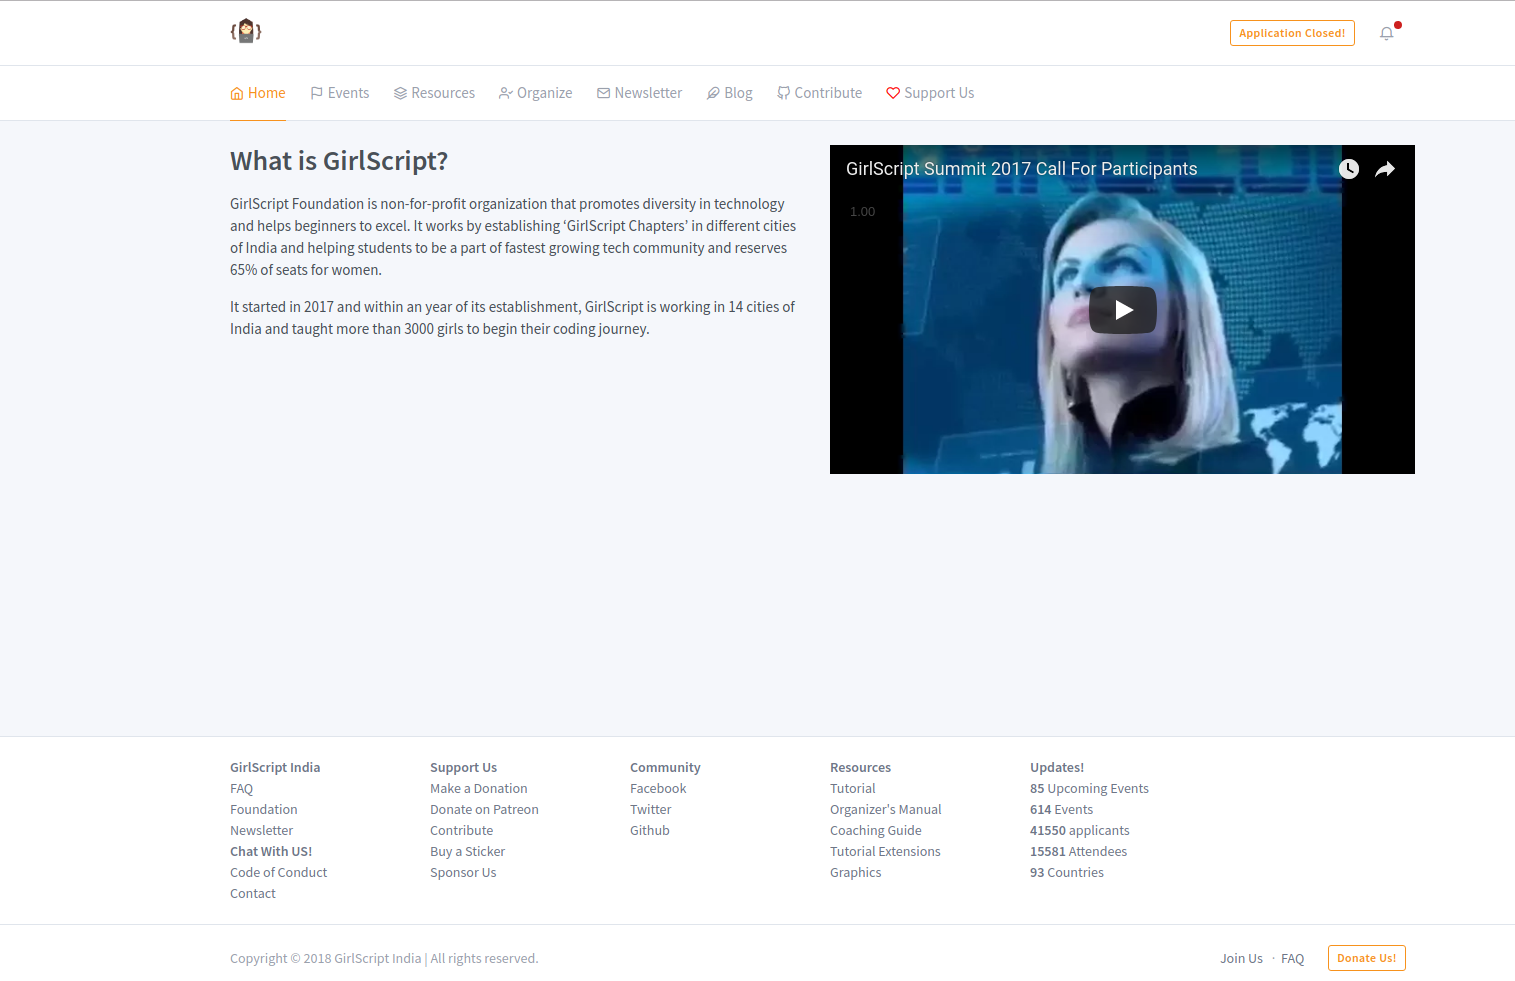 Application Closed!
Home Events Resources Organize Newsletter Blog Contribute Support Us
What is GirlScript?
GirlScript Foundation is non-for-profit organization that promotes diversity in technology
and helps beginners to excel. It works by establishing ‘GirlScript Chapters’ in different cities
of India and helping students to be a part of fastest growing tech community and reserves
65% of seats for women.
It started in 2017 and within an year of its establishment, GirlScript is working in 14 cities of
India and taught more than 3000 girls to begin their coding journey.
GirlScript Summit 2017 Call For Participants
1.00
GirlScript India
FAQ
Foundation
Newsletter
Chat With US!
Code of Conduct
Contact
Support Us
Make a Donation
Donate on Patreon
Contribute
Buy a Sticker
Sponsor Us
Community
Facebook
Twitter
Github
Resources
Tutorial
Organizer's Manual
Coaching Guide
Tutorial Extensions
Graphics
Updates!
85 Upcoming Events
614 Events
41550 applicants
15581 Attendees
93 Countries
Copyright © 2018 GirlScript India | All rights reserved.
Join Us · FAQ
Donate Us!